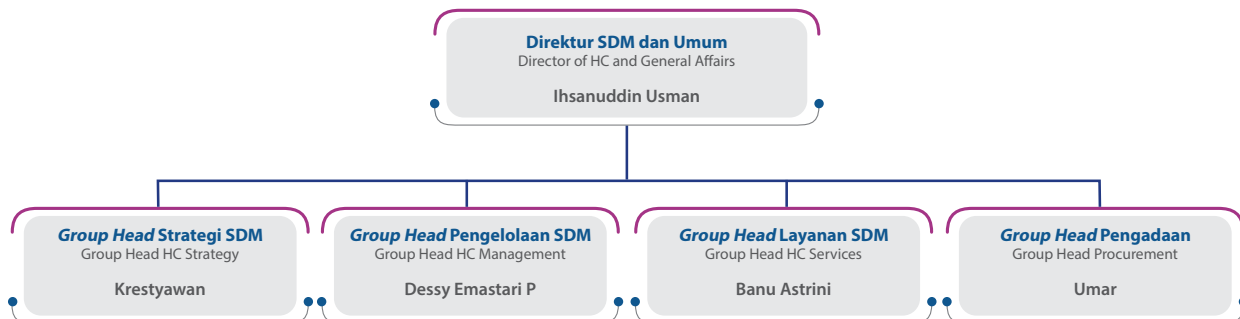 Direktur SDM dan Umum
Director of HC and General Affairs
Ihsanuddin Usman
Group Head Strategi SDM
Group Head HC Strategy
Krestyawan
Group Head Pengelolaan SDM
Group Head HC Management
Dessy Emastari P
Group Head Layanan SDM
Group Head HC Services
Banu Astrini
Group Head Pengadaan
Group Head Procurement
Umar